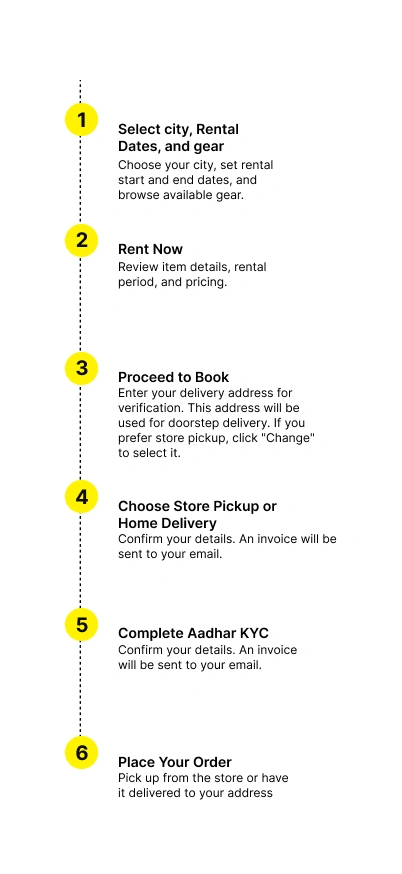 1
Select city, Rental
Dates, and gear
Choose your city, set rental
start and end dates, and
browse available gear.
2
Rent Now
Review item details, rental
period, and pricing.
3
Proceed to Book
Enter your delivery address for
verification. This address will be
used for doorstep delivery. If you
prefer store pickup, click "Change"
to select it.
4
Choose Store Pickup or
Home Delivery
Confirm your details. An invoice will be
sent to your email.
5
Complete Aadhar KYC
Confirm your details. An invoice
will be sent to your email.
6
Place Your Order
Pick up from the store or have
it delivered to your address